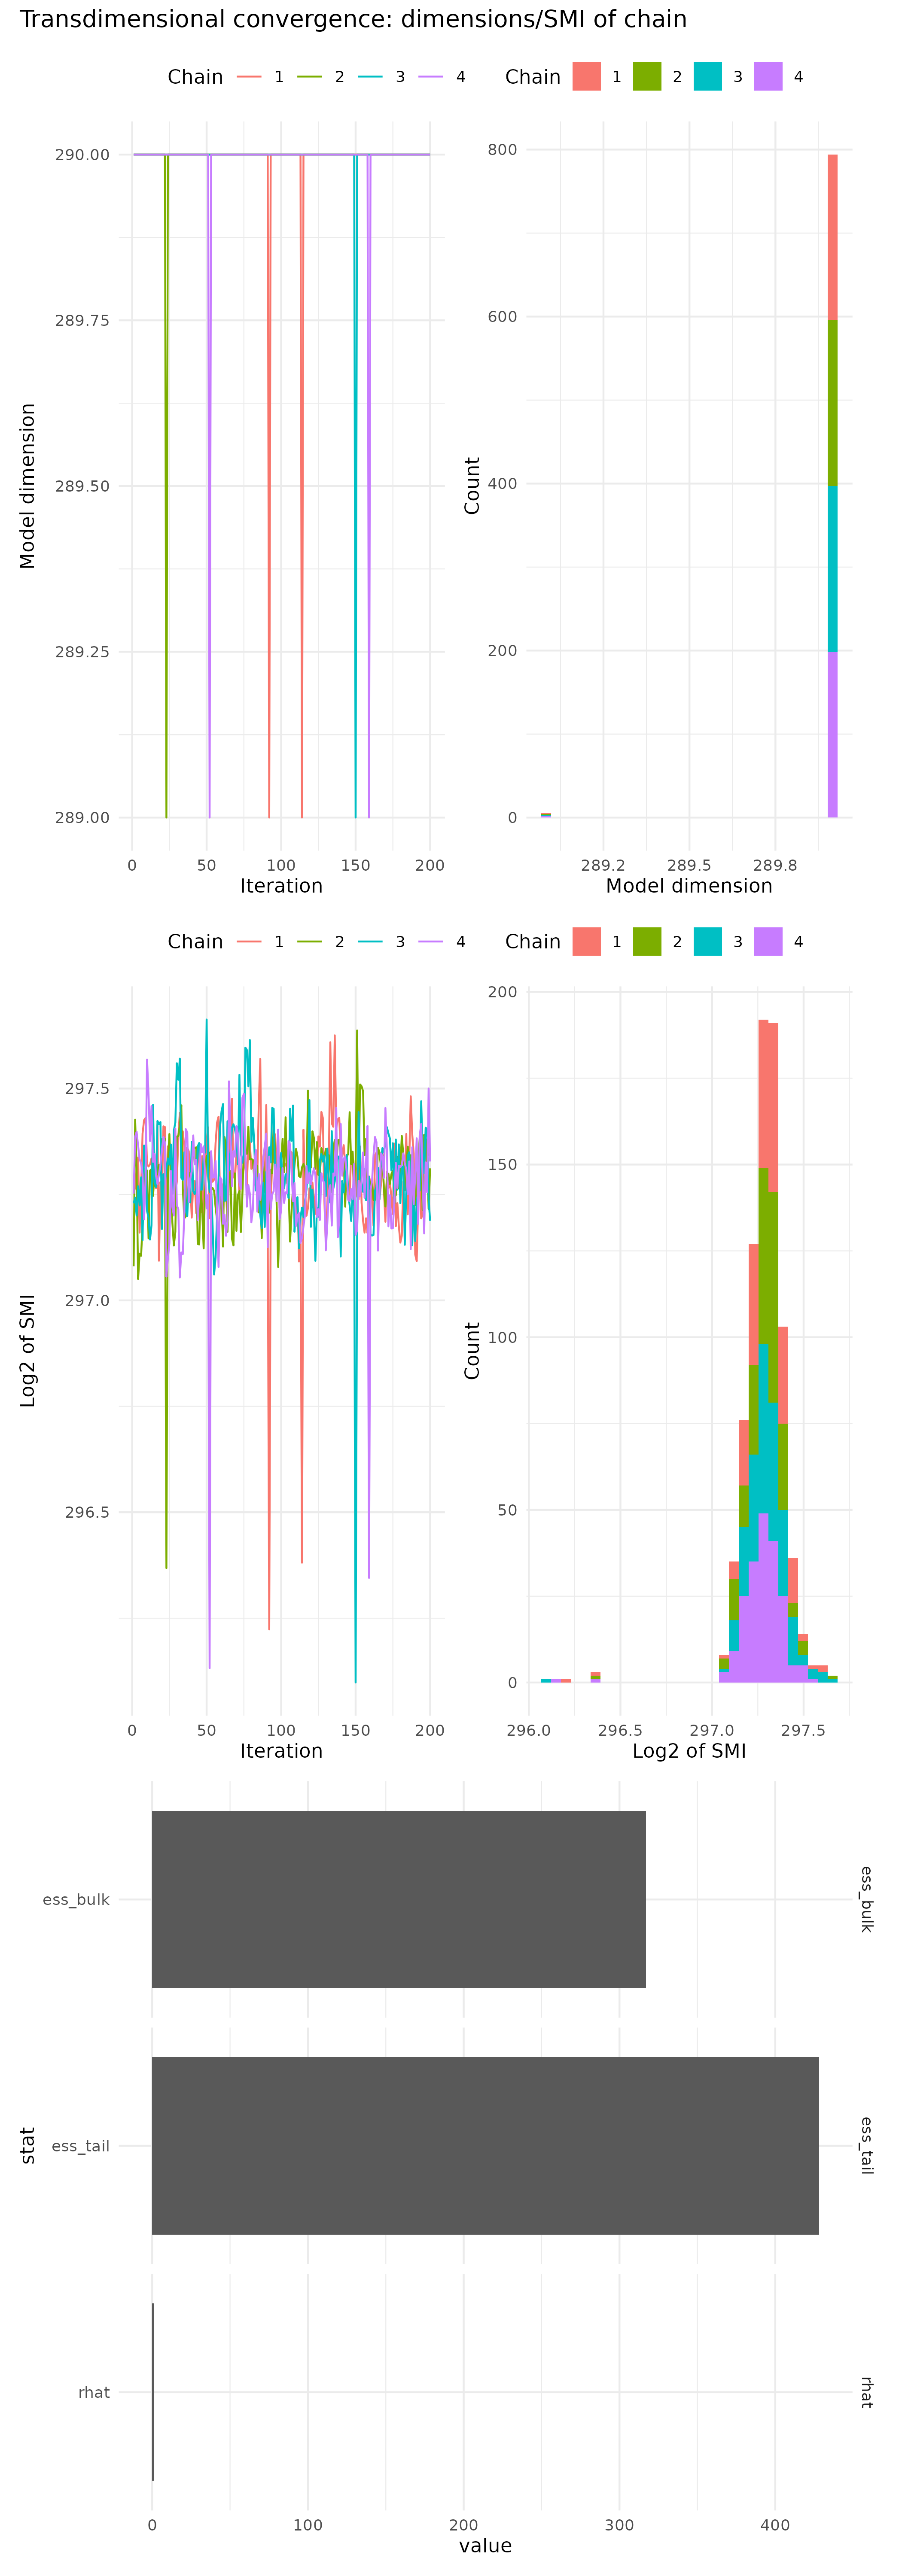 Transdimensional convergence: dimensions/SMI of chain
Chain 1 2 3 4
Chain 1 2 3 4
290.00
289.75
289.50
289.25
289.00
Model dimension
0 50 100 150 200
Iteration
800
600
400
200
0
Count
289.2 289.5 289.8
Model dimension
Chain 1 2 3 4
Chain 1 2 3 4
297.5
297.0
296.5
Log2 of SMI
0 50 100 150 200
Iteration
200
150
100
50
0
Count
296.0 296.5 297.0 297.5
Log2 of SMI
ess_bulk
ess_bulk
stat
ess_tail
ess_tail
rhat
rhat
0 100 200 300 400
value